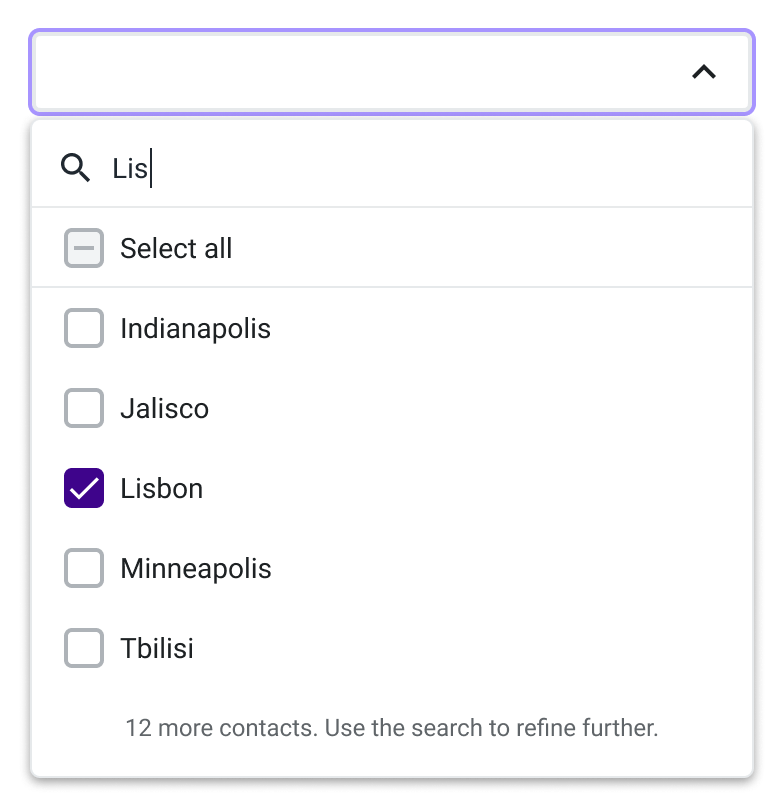 Lis
Select all
Indianapolis
Jalisco
Lisbon
Minneapolis
Tbilisi
12 more contacts. Use the search to refine further.